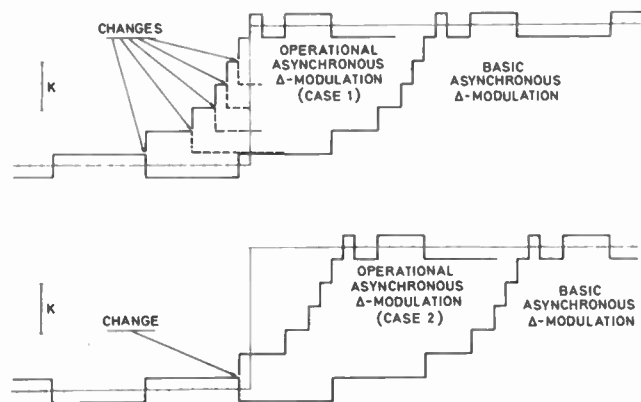 CHANGES
K
OPERATIONAL
ASYNCHRONOUS
Δ-MODULATION
(CASE 1)
BASIC
ASYNCHRONOUS
Δ-MODULATION
K
CHANGE
OPERATIONAL
ASYNCHRONOUS
Δ-MODULATION
(CASE 2)
BASIC
ASYNCHRONOUS
Δ-MODULATION